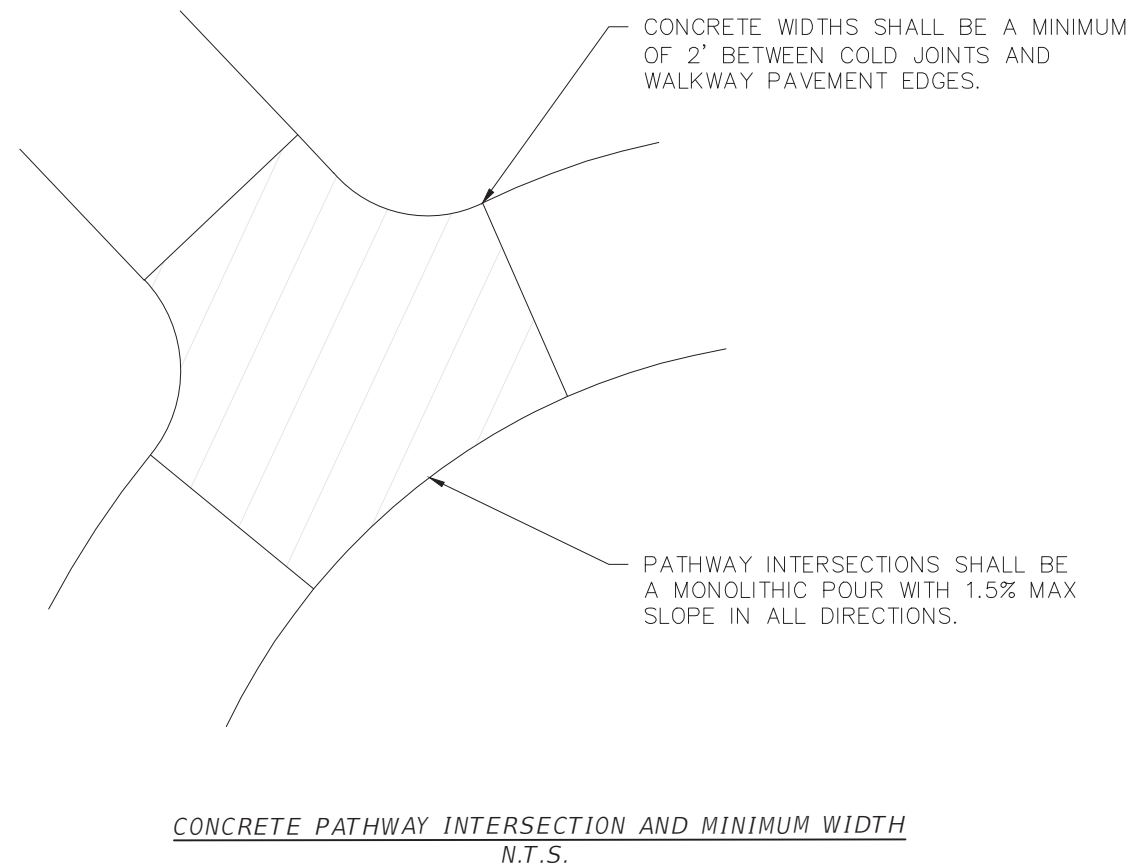 CONCRETE WIDTHS SHALL BE A MINIMUM
OF 2' BETWEEN COLD JOINTS AND
WALKWAY PAVEMENT EDGES.
PATHWAY INTERSECTIONS SHALL BE
A MONOLITHIC POUR WITH 1.5% MAX
SLOPE IN ALL DIRECTIONS.
CONCRETE PATHWAY INTERSECTION AND MINIMUM WIDTH
N.T.S.